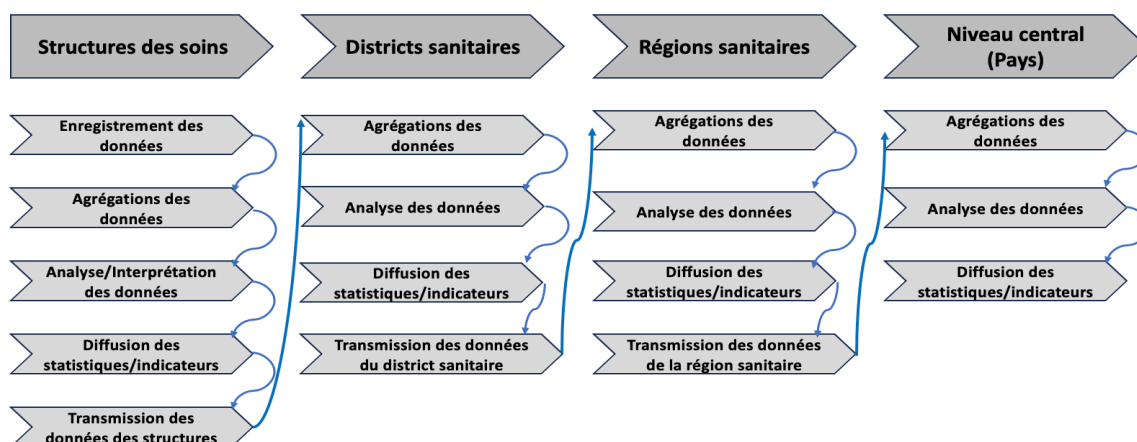 Structures des soins
Enregistrement des
données
Agrégations des
données
Analyse/Interprétation
des données
Diffusion des
statistiques/indicateurs
Transmission des
données des structures
Districts sanitaires
Agrégations des
données
Analyse des données
Diffusion des
statistiques/indicateurs
Transmission des données
du district sanitaire
Régions sanitaires
Agrégations des
données
Analyse des données
Diffusion des
statistiques/indicateurs
Transmission des données
de la région sanitaire
Niveau central
(Pays)
Agrégations des
données
Analyse des données
Diffusion des
statistiques/indicateurs